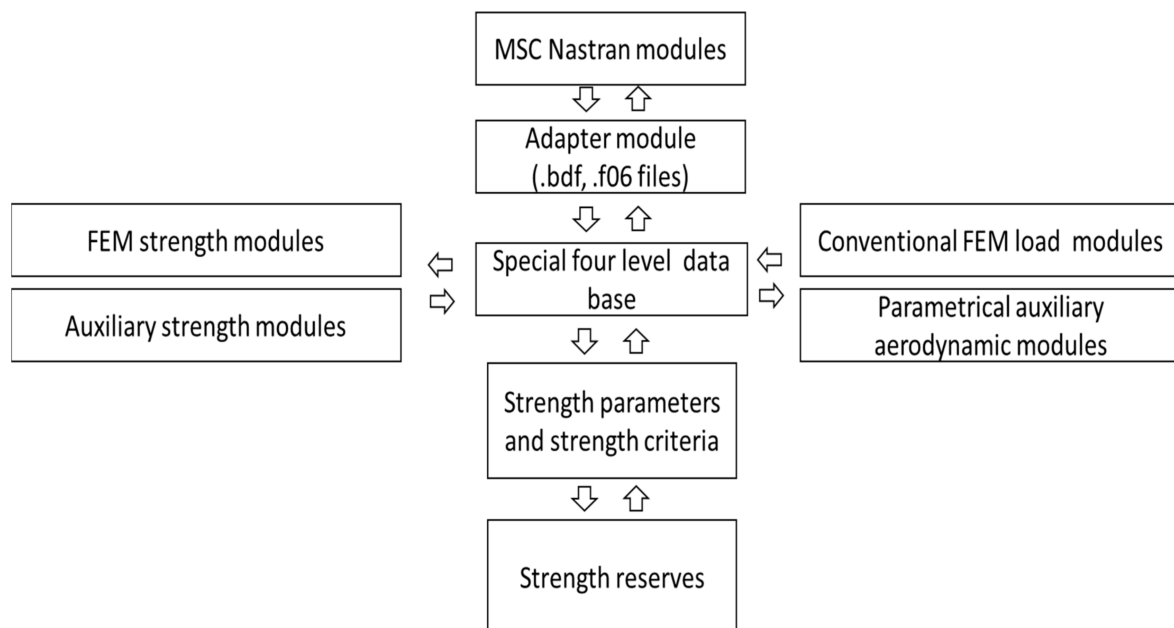 MSC Nastran modules
Adapter module
(.bdf, .f06 files)
FEM strength modules
Auxiliary strength modules
Special four level data
base
Conventional FEM load modules
Parametrical auxiliary
aerodynamic modules
Strength parameters
and strength criteria
Strength reserves